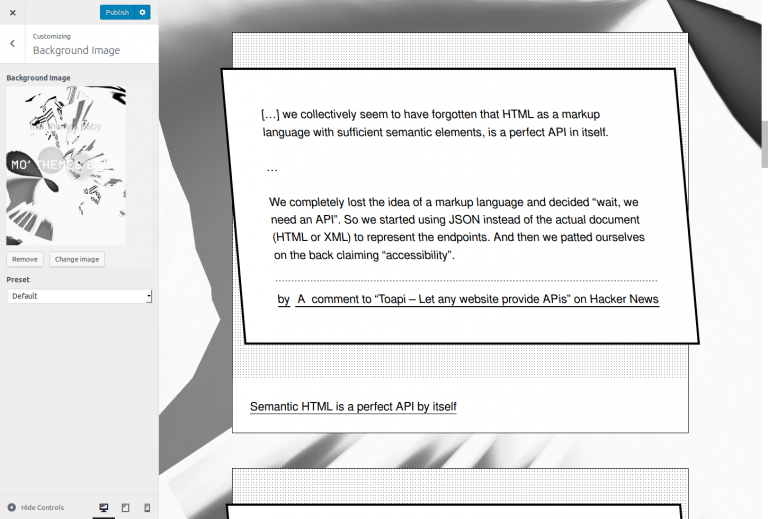 Publish
Customizing
Background Image
Background Image
MO' THEMES
Remove
Change image
Preset
Default
Hide Controls
[…] we collectively seem to have forgotten that HTML as a markup
language with sufficient semantic elements, is a perfect API in itself.
…
We completely lost the idea of a markup language and decided “wait, we
need an API”. So we started using JSON instead of the actual document
(HTML or XML) to represent the endpoints. And then we patted ourselves
on the back claiming “accessibility”.
by A comment to “Toapi – Let any website provide APIs” on Hacker News
Semantic HTML is a perfect API by itself